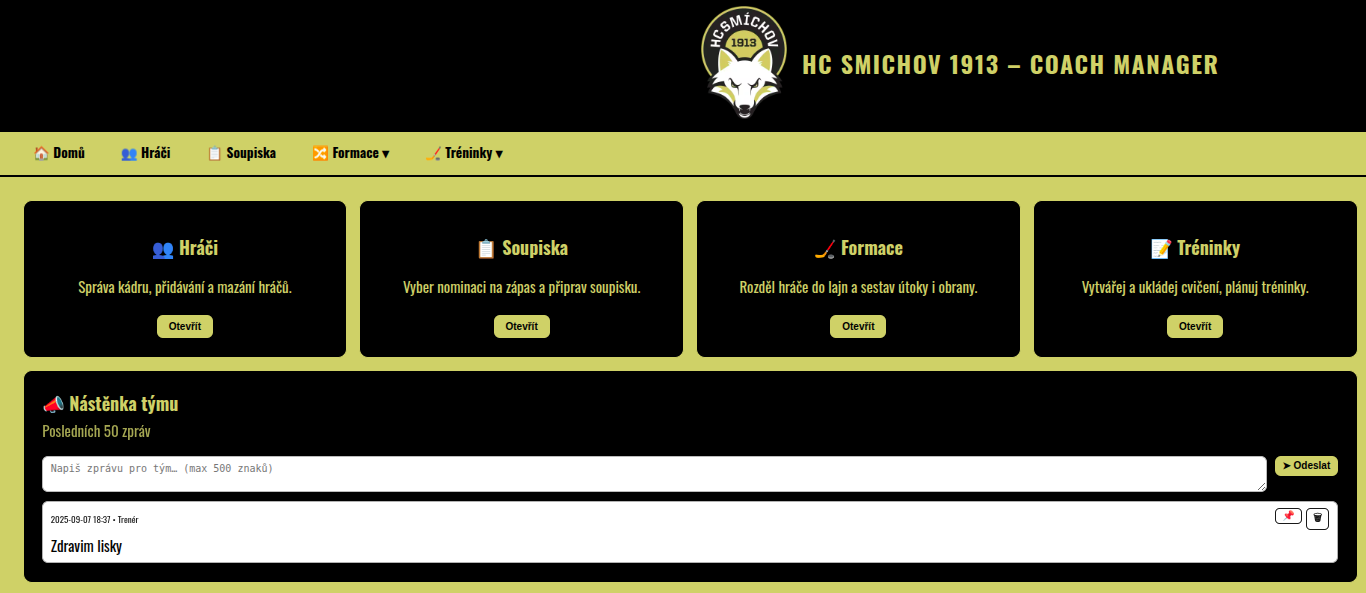 HC SMÍCHOV
1913
HC SMICHOV 1913 – COACH MANAGER
🏠 Domů 👥 Hráči 📋 Soupiska 🔀 Formace ▾ 🏒 Tréninky ▾
👥 Hráči
Správa kádru, přidávání a mazání hráčů.
Otevřít
📋 Soupiska
Vyber nominaci na zápas a připrav soupisku.
Otevřít
🏒 Formace
Rozděl hráče do lajn a sestav útoky i obrany.
Otevřít
📝 Tréninky
Vytvářej a ukládej cvičení, plánuj tréninky.
Otevřít
📣 Nástěnka týmu
Posledních 50 zpráv
Napiš zprávu pro tým… (max 500 znaků)
➤ Odeslat
2025-09-07 18:37 • Trenér
Zdravim lisky